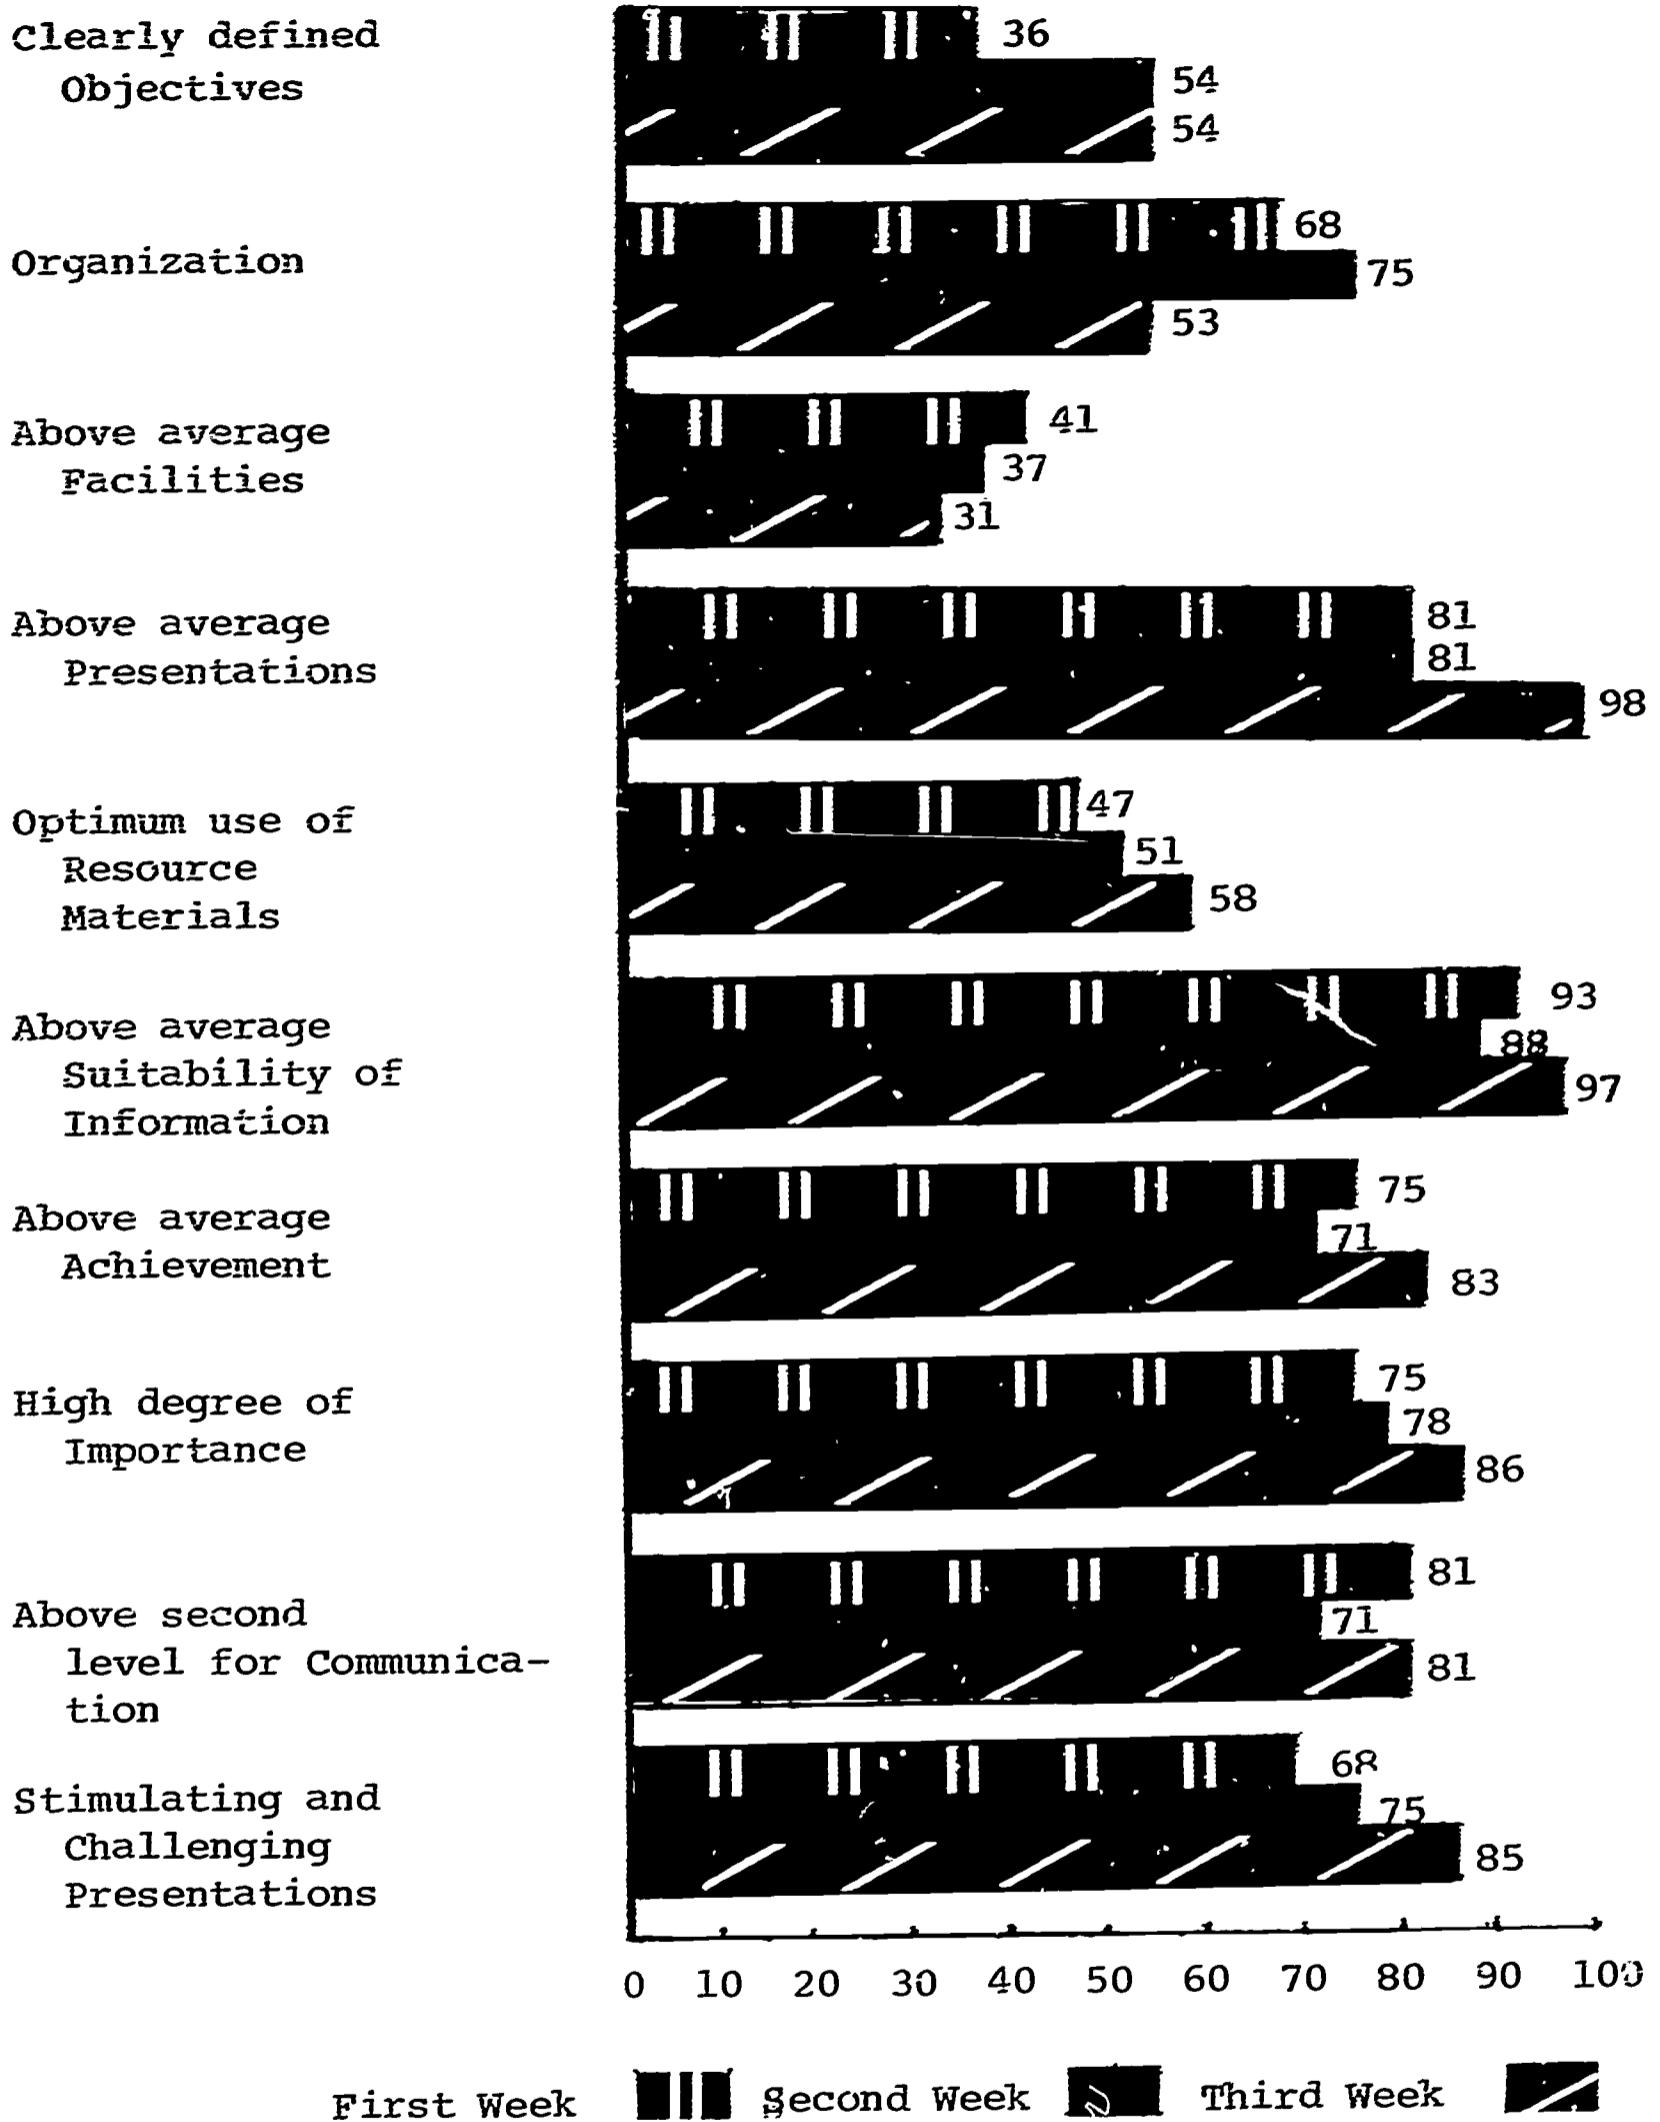 Clearly defined
Objectives
36
54
54
Organization
68
75
53
Above average
Facilities
41
37
31
Above average
Presentations
81
81
98
Optimum use of
Resource
Materials
47
51
58
Above average
Suitability of
Information
93
88
97
Above average
Achievement
75
71
83
High degree of
Importance
75
78
86
Above second
level for Communica-
tion
81
71
81
Stimulating and
Challenging
Presentations
68
75
85
0 10 20 30 40 50 60 70 80 90 100
First Week Second Week Third Week